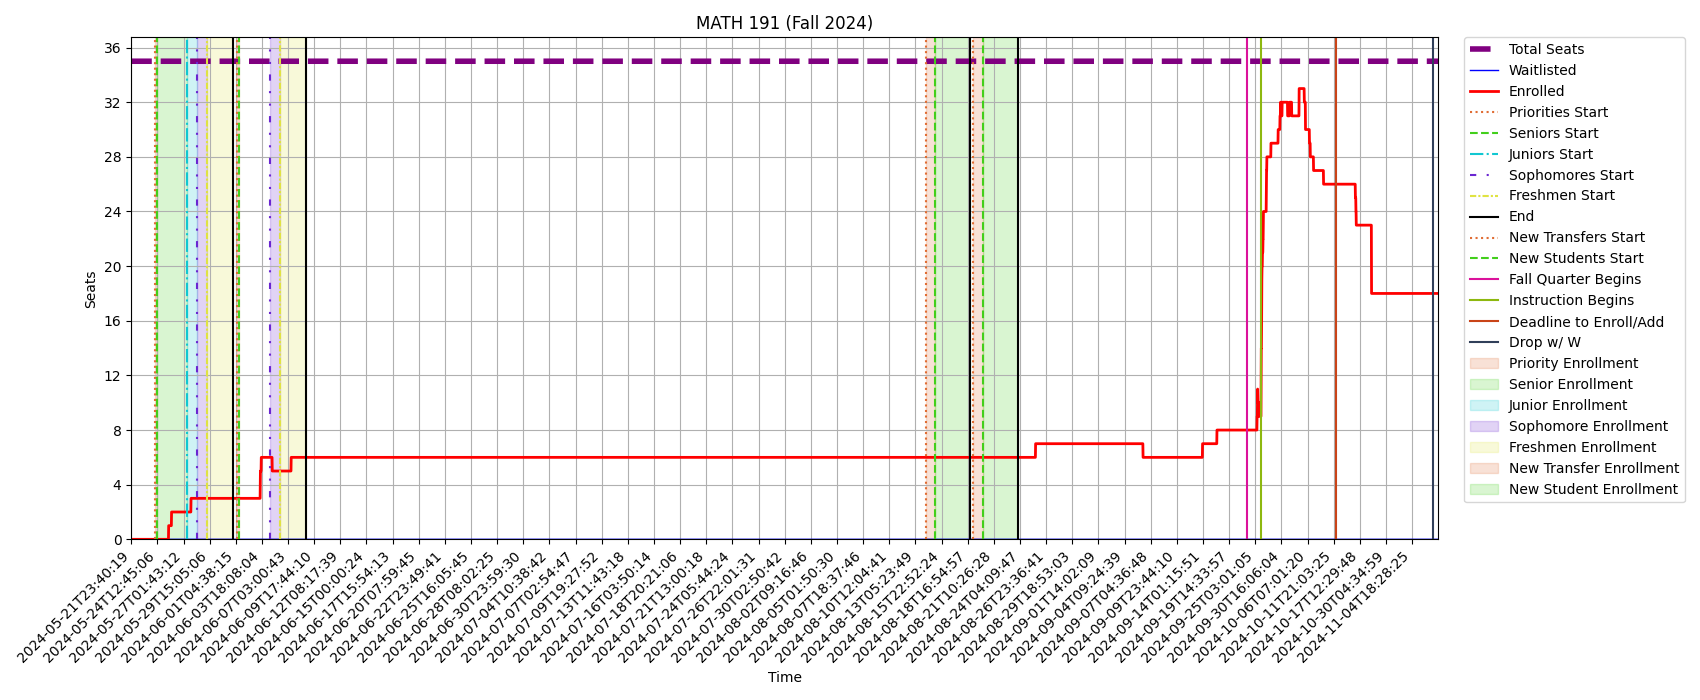 MATH 191 (Fall 2024)
36
32
28
24
20
16
12
8
4
0
Seats
2024-05-21T23:40:19
2024-05-24T12:45:06
2024-05-27T01:43:12
2024-05-29T15:05:06
2024-06-01T04:38:15
2024-06-03T18:08:04
2024-06-07T03:00:43
2024-06-09T17:44:10
2024-06-12T08:17:39
2024-06-15T00:00:24
2024-06-17T15:54:13
2024-06-20T07:59:45
2024-06-22T23:49:41
2024-06-25T16:05:45
2024-06-28T08:02:25
2024-06-30T23:59:30
2024-07-04T10:38:42
2024-07-07T02:54:47
2024-07-09T19:27:52
2024-07-13T11:43:18
2024-07-16T03:50:14
2024-07-18T20:21:06
2024-07-21T13:00:18
2024-07-24T05:44:24
2024-07-26T22:01:31
2024-07-30T02:50:42
2024-08-02T09:16:46
2024-08-05T01:50:30
2024-08-07T18:37:46
2024-08-10T12:04:41
2024-08-13T05:23:49
2024-08-15T22:52:24
2024-08-18T16:54:57
2024-08-21T10:26:28
2024-08-24T04:09:47
2024-08-26T23:36:41
2024-08-29T18:53:03
2024-09-01T14:02:09
2024-09-04T09:24:39
2024-09-07T04:36:48
2024-09-09T23:44:10
2024-09-14T01:15:51
2024-09-19T14:33:57
2024-09-25T03:01:05
2024-09-30T16:06:04
2024-10-06T07:01:20
2024-10-11T21:03:25
2024-10-17T12:29:48
2024-10-30T04:34:59
2024-11-04T18:28:25
Time
Total Seats
Waitlisted
Enrolled
Priorities Start
Seniors Start
Juniors Start
Sophomores Start
Freshmen Start
End
New Transfers Start
New Students Start
Fall Quarter Begins
Instruction Begins
Deadline to Enroll/Add
Drop w/ W
Priority Enrollment
Senior Enrollment
Junior Enrollment
Sophomore Enrollment
Freshmen Enrollment
New Transfer Enrollment
New Student Enrollment